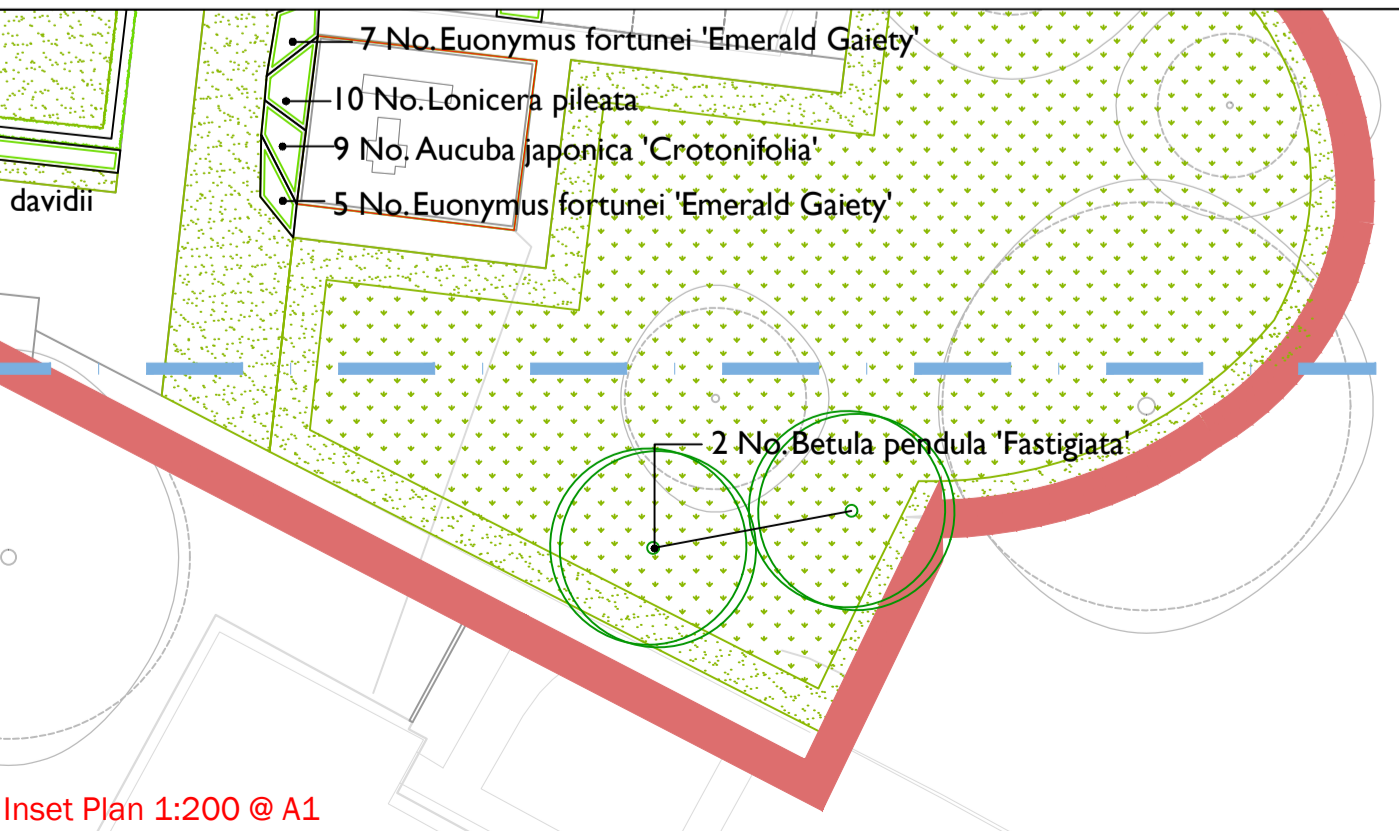 7 No. Euonymus fortunei 'Emerald Gaiety'
10 No. Lonicera pileata
9 No. Aucuba japonica 'Crotonifolia'
davidii
5 No. Euonymus fortunei 'Emerald Gaiety'
2 No. Betula pendula 'Fastigiata'
Inset Plan 1:200 @ A1